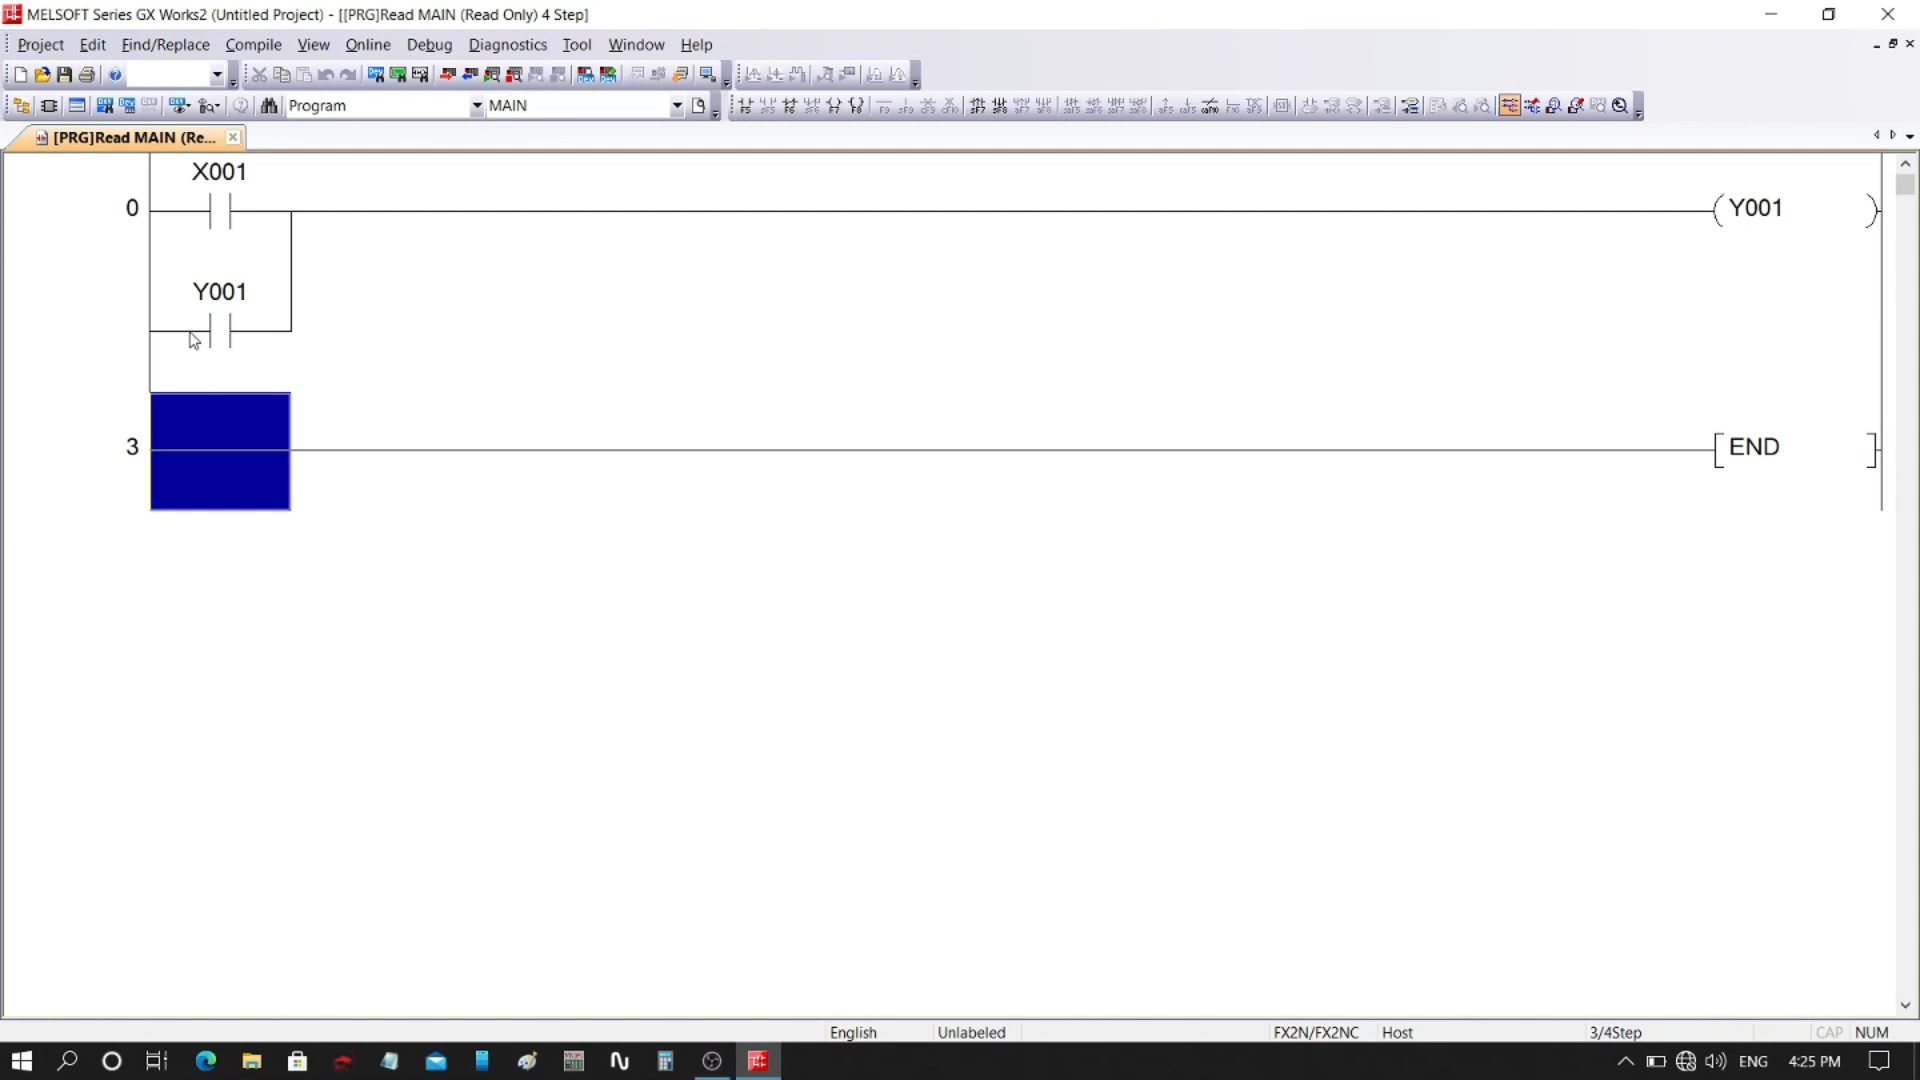 MELSOFT Series GX Works2 (Untitled Project) - [[PRG]Read MAIN (Read Only) 4 Step]
Project Edit Find/Replace Compile View Online Debug Diagnostics Tool Window Help
Program MAIN
[PRG]Read MAIN (Re...
X001
0
Y001
Y001
3
END
English Unlabeled FX2N/FX2NC Host 3/4Step CAP NUM
ENG 4:25 PM